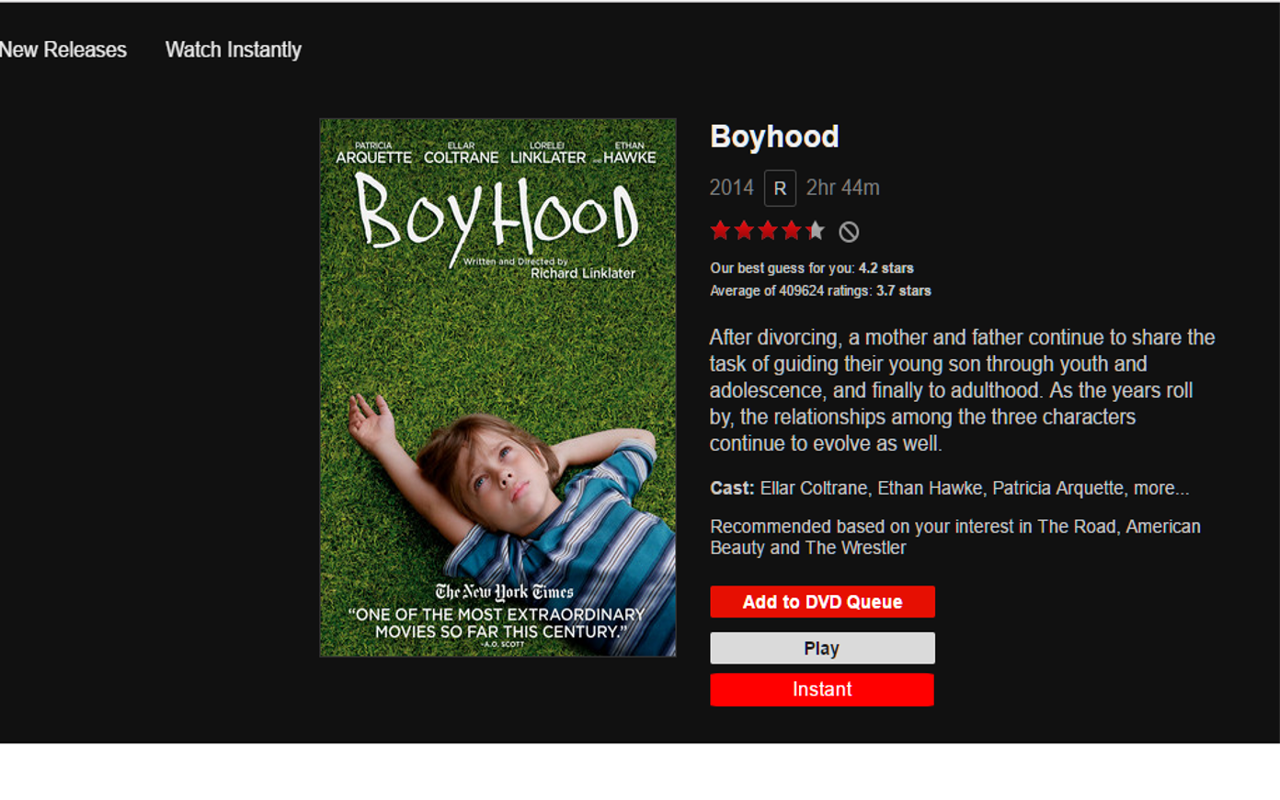 New Releases Watch Instantly
PATRICIA ARQUETTE ELLAR COLTRANE LORELEI LINKLATER AND ETHAN HAWKE
BOYHOOD
Written and Directed by
Richard Linklater
The New York Times
“ONE OF THE MOST EXTRAORDINARY
MOVIES SO FAR THIS CENTURY.”
-A.O. SCOTT
Boyhood
2014 R 2hr 44m
Our best guess for you: 4.2 stars
Average of 409624 ratings: 3.7 stars
After divorcing, a mother and father continue to share the
task of guiding their young son through youth and
adolescence, and finally to adulthood. As the years roll
by, the relationships among the three characters
continue to evolve as well.
Cast: Ellar Coltrane, Ethan Hawke, Patricia Arquette, more...
Recommended based on your interest in The Road, American
Beauty and The Wrestler
Add to DVD Queue
Play
Instant